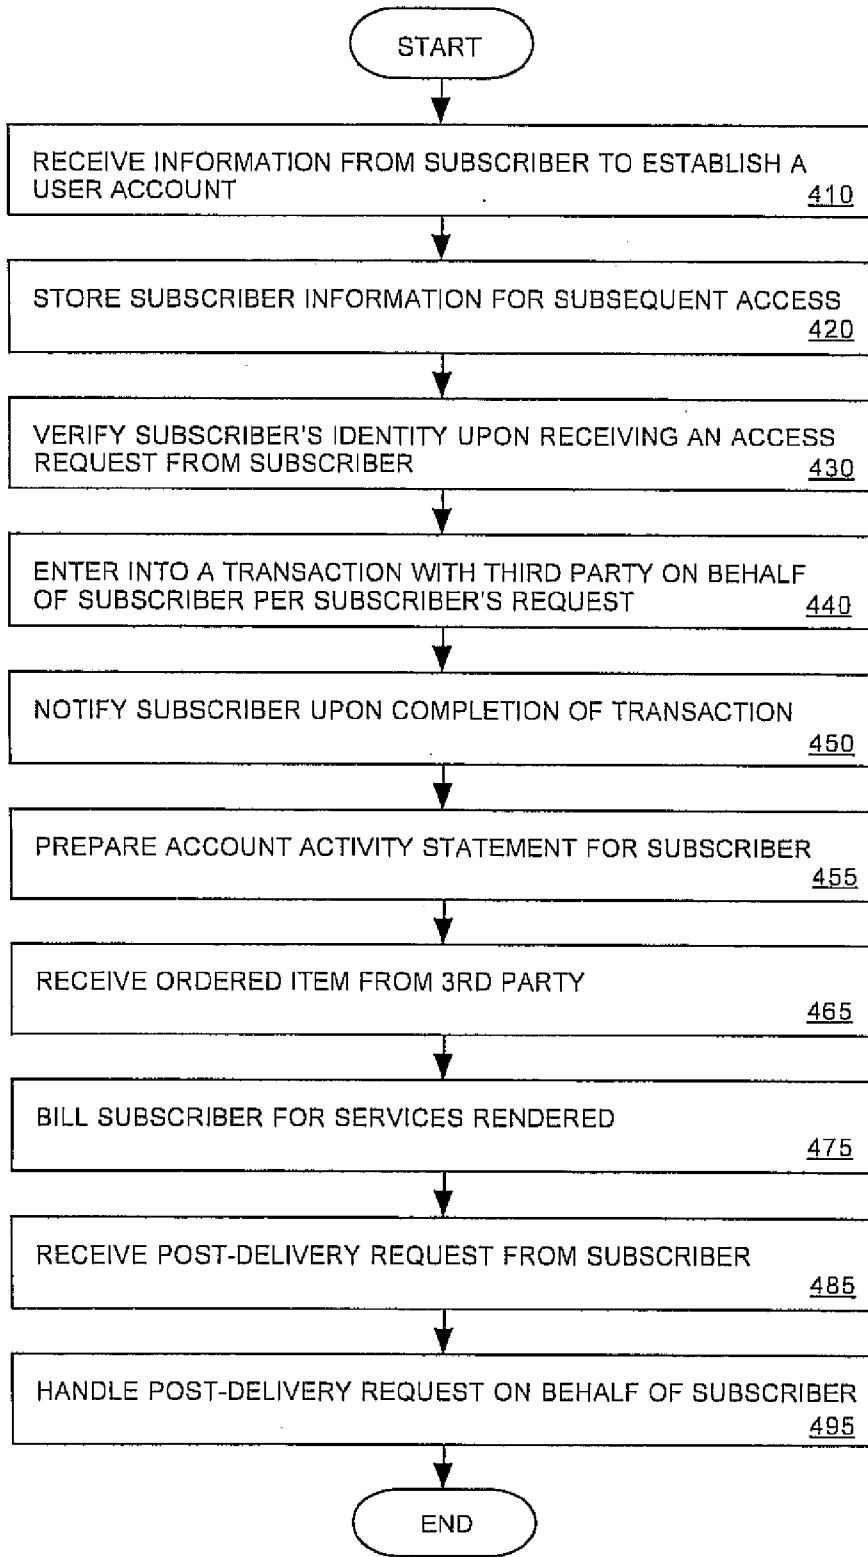 START
RECEIVE INFORMATION FROM SUBSCRIBER TO ESTABLISH A
USER ACCOUNT
410
STORE SUBSCRIBER INFORMATION FOR SUBSEQUENT ACCESS
420
VERIFY SUBSCRIBER'S IDENTITY UPON RECEIVING AN ACCESS
REQUEST FROM SUBSCRIBER
430
ENTER INTO A TRANSACTION WITH THIRD PARTY ON BEHALF
OF SUBSCRIBER PER SUBSCRIBER'S REQUEST
440
NOTIFY SUBSCRIBER UPON COMPLETION OF TRANSACTION
450
PREPARE ACCOUNT ACTIVITY STATEMENT FOR SUBSCRIBER
455
RECEIVE ORDERED ITEM FROM 3RD PARTY
465
BILL SUBSCRIBER FOR SERVICES RENDERED
475
RECEIVE POST-DELIVERY REQUEST FROM SUBSCRIBER
485
HANDLE POST-DELIVERY REQUEST ON BEHALF OF SUBSCRIBER
495
END